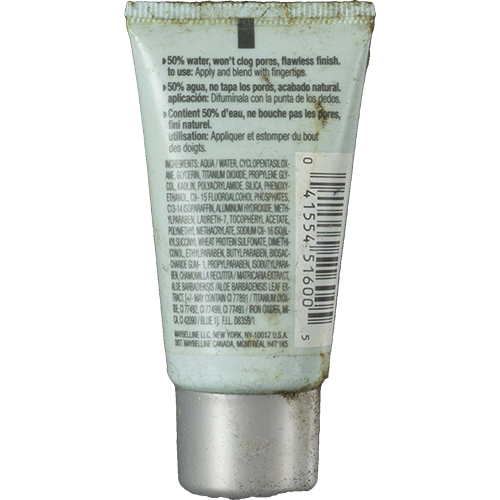 ▸50% water, won't clog pores, flawless finish.
to use: Apply and blend with fingertips.
▸50% agua, no tapa los poros, acabado natural.
aplicación: Difumínala con la punta de los dedos.
▸Contient 50% d'eau, ne bouche pas les pores,
fini naturel.
utilisation: Appliquer et estomper du bout
des doigts.
INGREDIENTS: AQUA / WATER, CYCLOPENTASILOX-
ANE, GLYCERIN, TITANIUM DIOXIDE, PROPYLENE GLY-
COL, KAOLIN, POLYACRYLAMIDE, SILICA, PHENOXY-
ETHANOL, C9- 15 FLUOROALCOHOL PHOSPHATES,
C13-14 ISOPARAFFIN, ALUMINUM HYDROXIDE, METH-
YLPARABEN, LAURETH-7, TOCOPHERYL ACETATE,
POLYMETHYL METHACRYLATE, SODIUM C8- 16 ISOAL-
KYLSUCCINYL WHEAT PROTEIN SULFONATE, DIMETHI-
CONOL, ETHYLPARABEN, BUTYLPARABEN, BIOSAC-
CHARIDE GUM-1, PROPYLPARABEN, ISOBUTYLPARA-
BEN, CHAMOMILLA RECUTITA / MATRICARIA EXTRACT,
ALOE BARBADENSIS / ALOE BARBADENSIS LEAF EX-
TRACT, [+/- MAY CONTAIN CI 77891 / TITANIUM DIOX-
IDE, CI 77492, CI 77499, CI 77491 / IRON OXIDES, MI-
CA, CI 42090 / BLUE 1]. F.I.L. D8355/1
MAYBELLINE LLC, NEW YORK, NY-10017 U.S.A.
DIST. MAYBELLINE CANADA, MONTRÉAL H4T 1K5
0 41554 51600 5